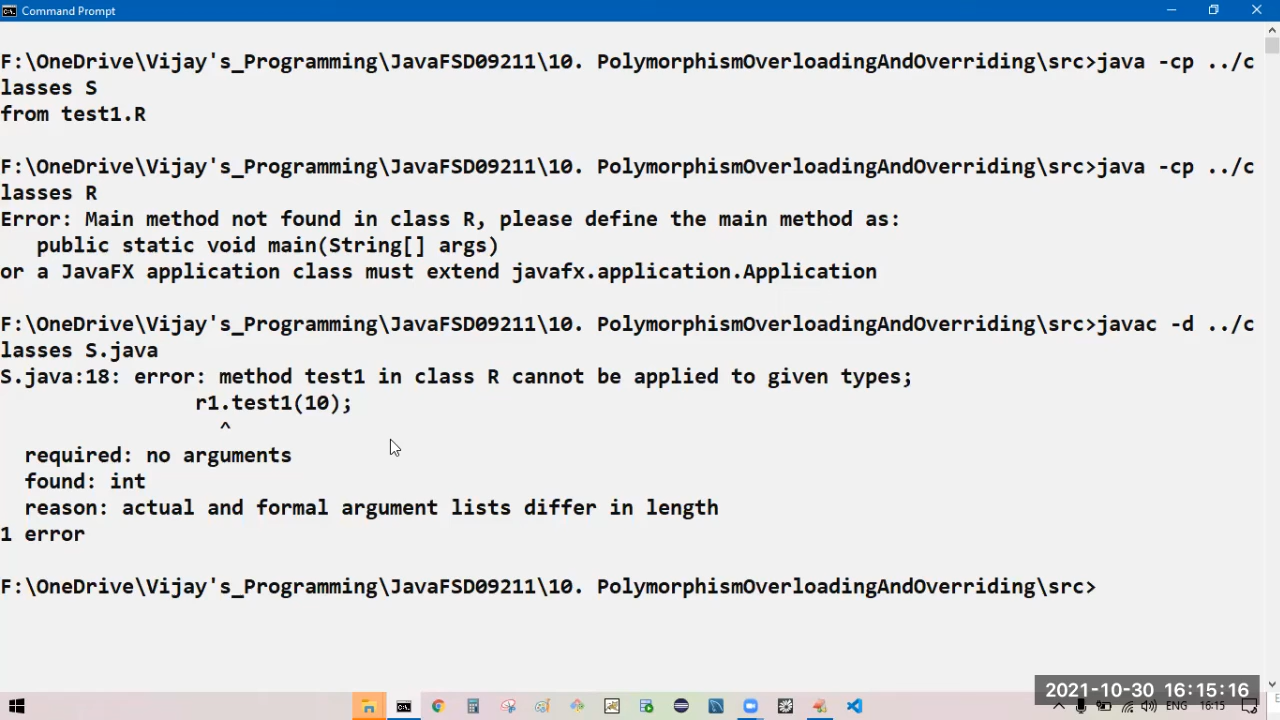 Command Prompt
F:\OneDrive\Vijay's_Programming\JavaFSD09211\10. PolymorphismOverloadingAndOverriding\src>java -cp ../c
lasses S
from test1.R
F:\OneDrive\Vijay's_Programming\JavaFSD09211\10. PolymorphismOverloadingAndOverriding\src>java -cp ../c
lasses R
Error: Main method not found in class R, please define the main method as:
   public static void main(String[] args)
or a JavaFX application class must extend javafx.application.Application
F:\OneDrive\Vijay's_Programming\JavaFSD09211\10. PolymorphismOverloadingAndOverriding\src>javac -d ../c
lasses S.java
S.java:18: error: method test1 in class R cannot be applied to given types;
                r1.test1(10);
                  ^
  required: no arguments
  found: int
  reason: actual and formal argument lists differ in length
1 error
F:\OneDrive\Vijay's_Programming\JavaFSD09211\10. PolymorphismOverloadingAndOverriding\src>
2021-10-30 16:15:16
ENG 16:15